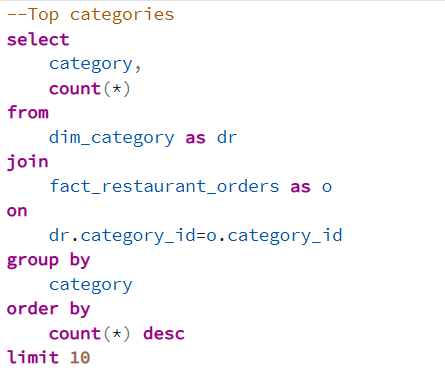 --Top categories
select
    category,
    count(*)
from
    dim_category as dr
join
    fact_restaurant_orders as o
on
    dr.category_id=o.category_id
group by
    category
order by
    count(*) desc
limit 10